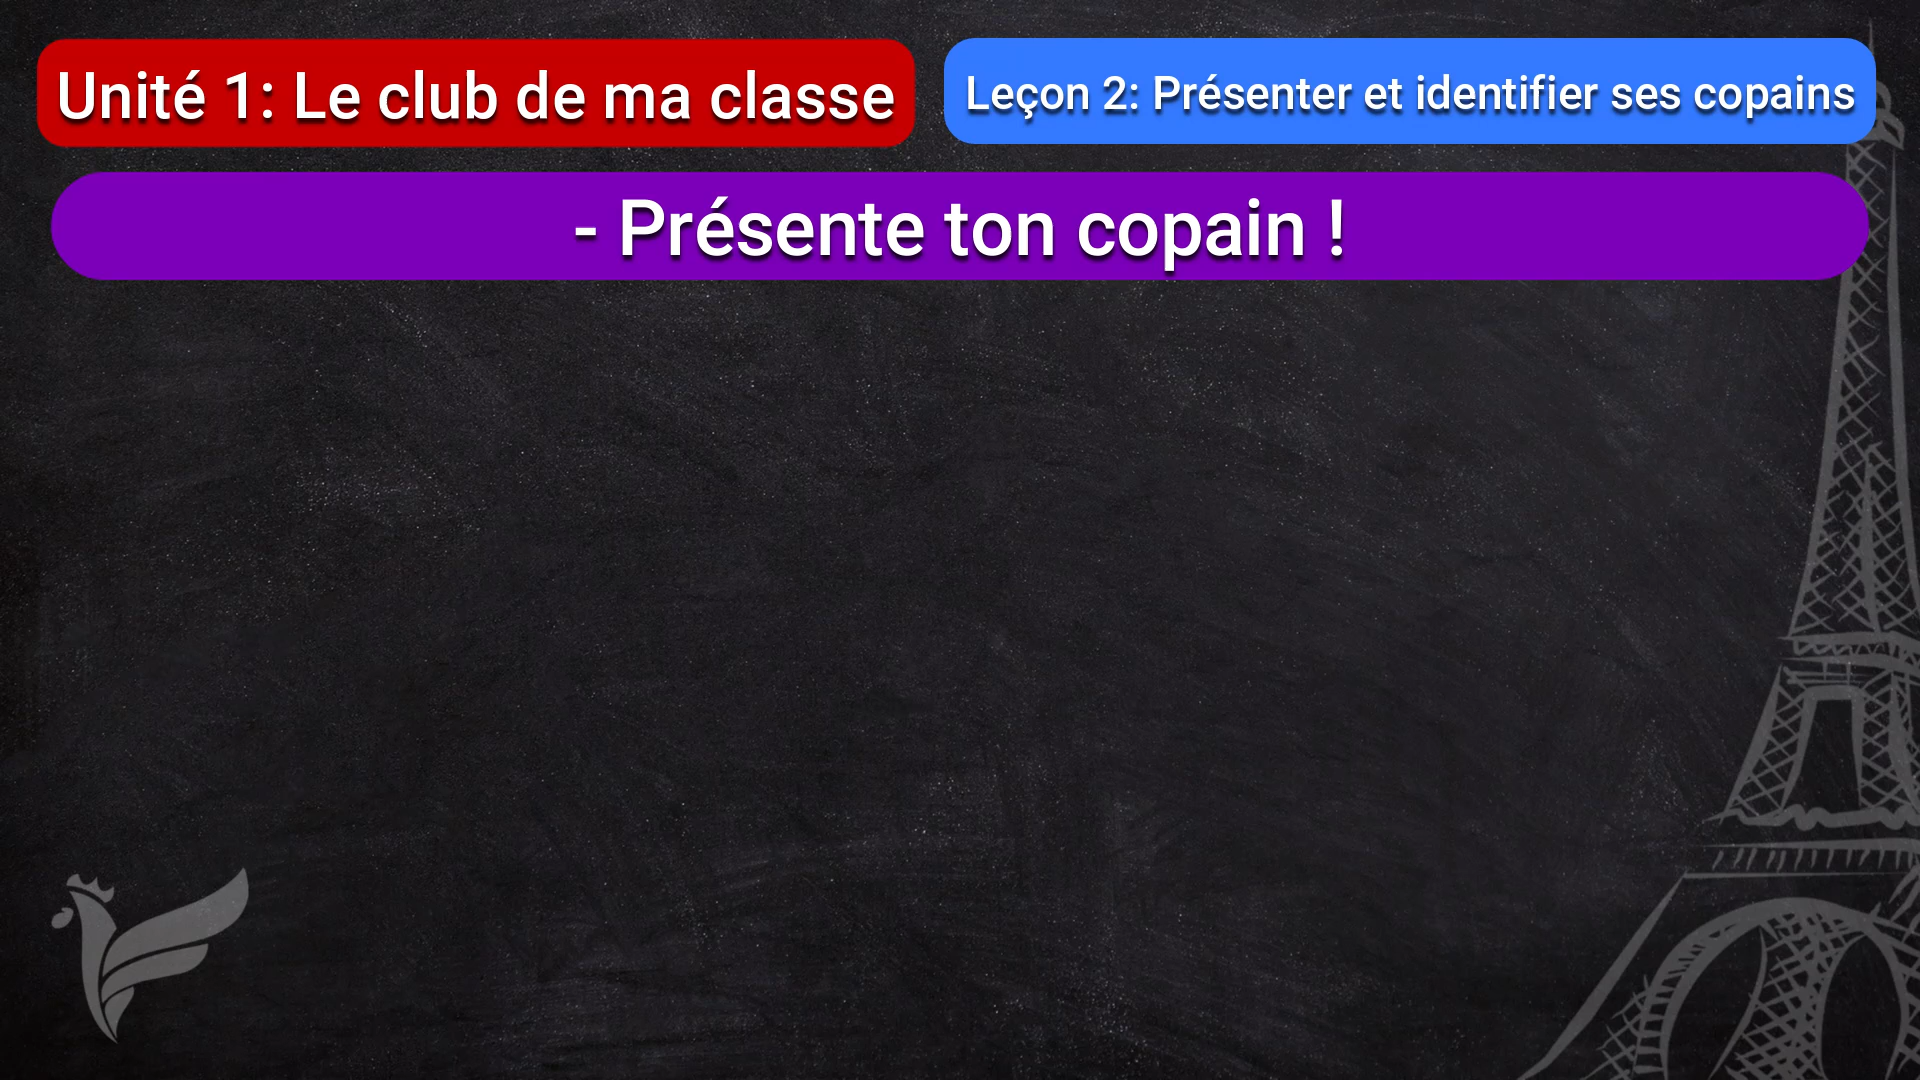 Unité 1: Le club de ma classe
Leçon 2: Présenter et identifier ses copains
- Présente ton copain !